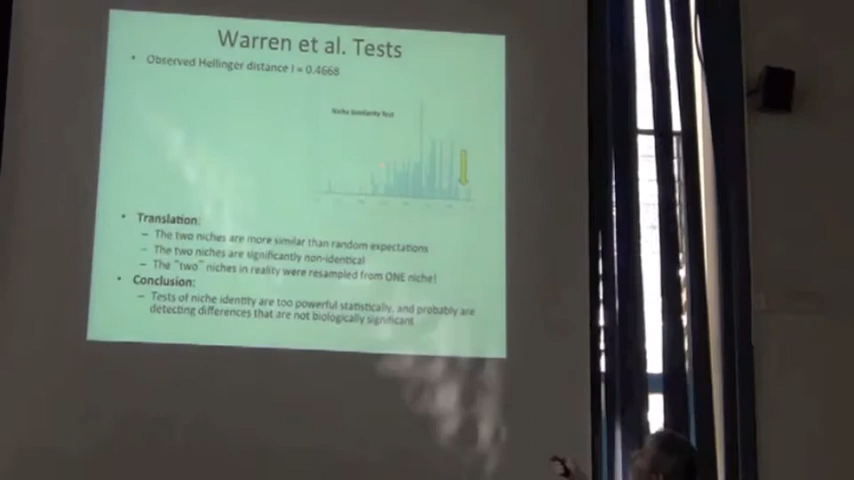 Warren et al. Tests
• Observed Hellinger distance I = 0.4668
Niche Similarity Test
• Translation:
– The two niches are more similar than random expectations
– The two niches are significantly non-identical
– The "two" niches in reality were resampled from ONE niche!
• Conclusion:
– Tests of niche identity are too powerful statistically, and probably are
detecting differences that are not biologically significant